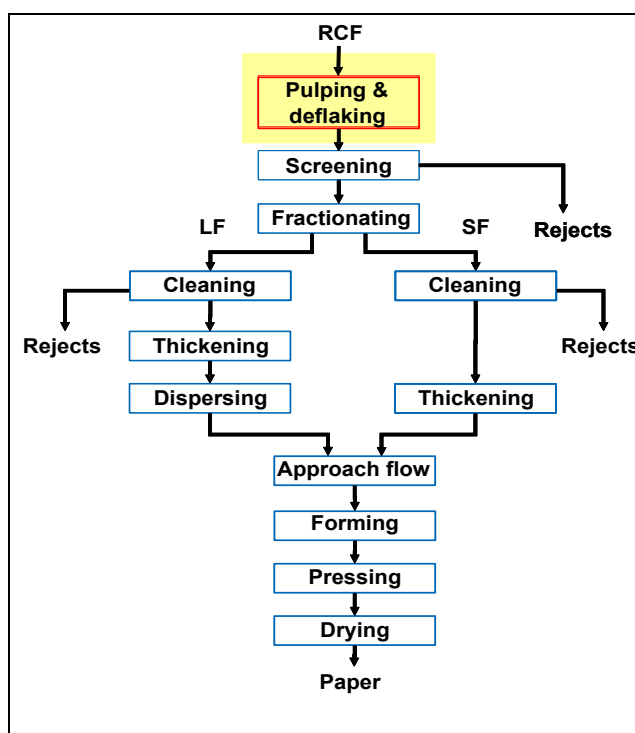 RCF
Pulping &
deflaking
Screening
Rejects
Fractionating
LF
SF
Cleaning
Cleaning
Rejects
Thickening
Rejects
Dispersing
Thickening
Approach flow
Forming
Pressing
Drying
Paper